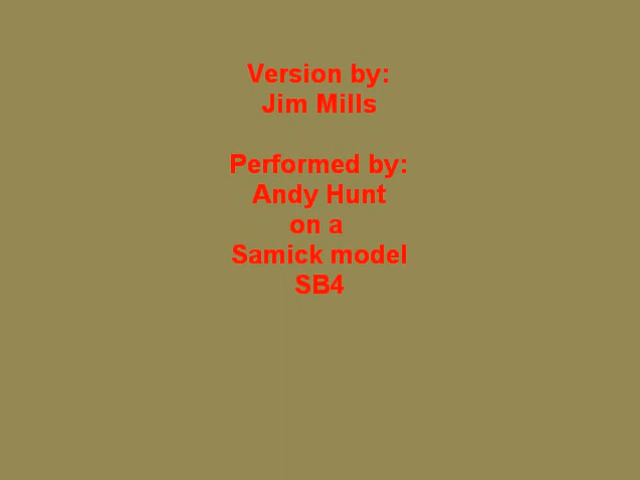 Version by:
Jim Mills
Performed by:
Andy Hunt
on a
Samick model
SB4